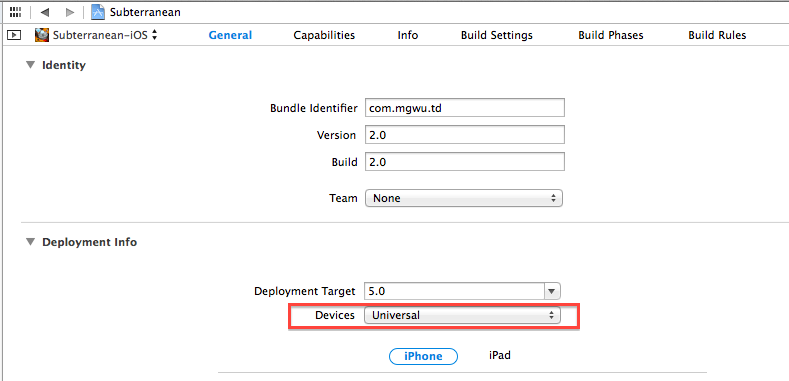 Subterranean
Subterranean-iOS General Capabilities Info Build Settings Build Phases Build Rules
Identity
Bundle Identifier com.mgwu.td
Version 2.0
Build 2.0
Team None
Deployment Info
Deployment Target 5.0
Devices Universal
iPhone iPad